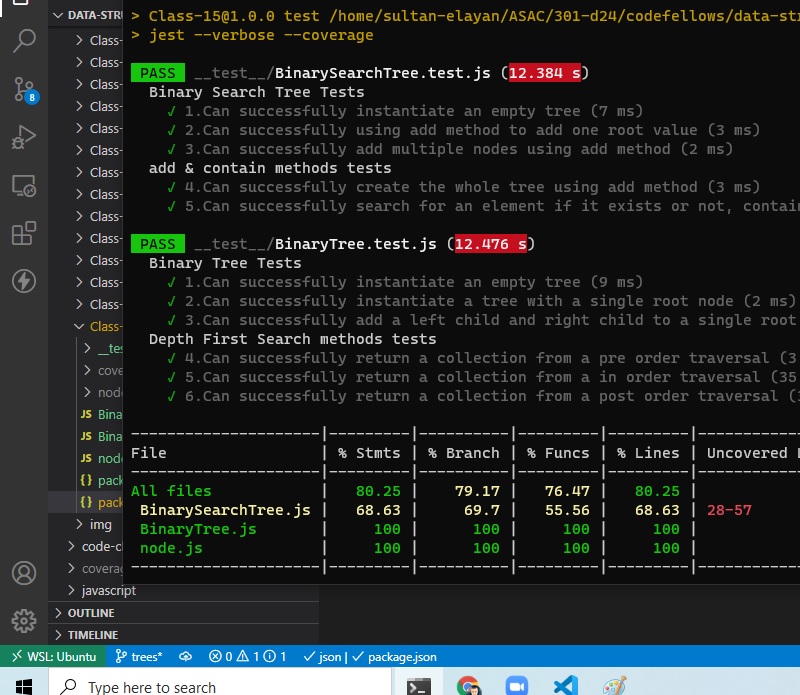 DATA-STRU
Class-
Class-
Class-
Class-
Class-
Class-
Class-
Class-
Class-
Class-
Class-
Class-
Class-
Class-
__tes
cove
node
JS Bina
JS Bina
JS node
{} pack
{} pack
img
code-c
coverag
javascript
OUTLINE
TIMELINE
8
> Class-15@1.0.0 test /home/sultan-elayan/ASAC/301-d24/codefellows/data-str
> jest --verbose --coverage
PASS __test__/BinarySearchTree.test.js (12.384 s)
Binary Search Tree Tests
✓ 1.Can successfully instantiate an empty tree (7 ms)
✓ 2.Can successfully using add method to add one root value (3 ms)
✓ 3.Can successfully add multiple nodes using add method (2 ms)
add & contain methods tests
✓ 4.Can successfully create the whole tree using add method (3 ms)
✓ 5.Can successfully search for an element if it exists or not, contain
PASS __test__/BinaryTree.test.js (12.476 s)
Binary Tree Tests
✓ 1.Can successfully instantiate an empty tree (9 ms)
✓ 2.Can successfully instantiate a tree with a single root node (2 ms)
✓ 3.Can successfully add a left child and right child to a single root
Depth First Search methods tests
✓ 4.Can successfully return a collection from a pre order traversal (3
✓ 5.Can successfully return a collection from a in order traversal (35
✓ 6.Can successfully return a collection from a post order traversal (
File | % Stmts | % Branch | % Funcs | % Lines | Uncovered L
All files | 80.25 | 79.17 | 76.47 | 80.25 |
BinarySearchTree.js | 68.63 | 69.7 | 55.56 | 68.63 | 28-57
BinaryTree.js | 100 | 100 | 100 | 100 |
node.js | 100 | 100 | 100 | 100 |
WSL: Ubuntu trees* 0 1 1 ✓ json | ✓ package.json
Type here to search